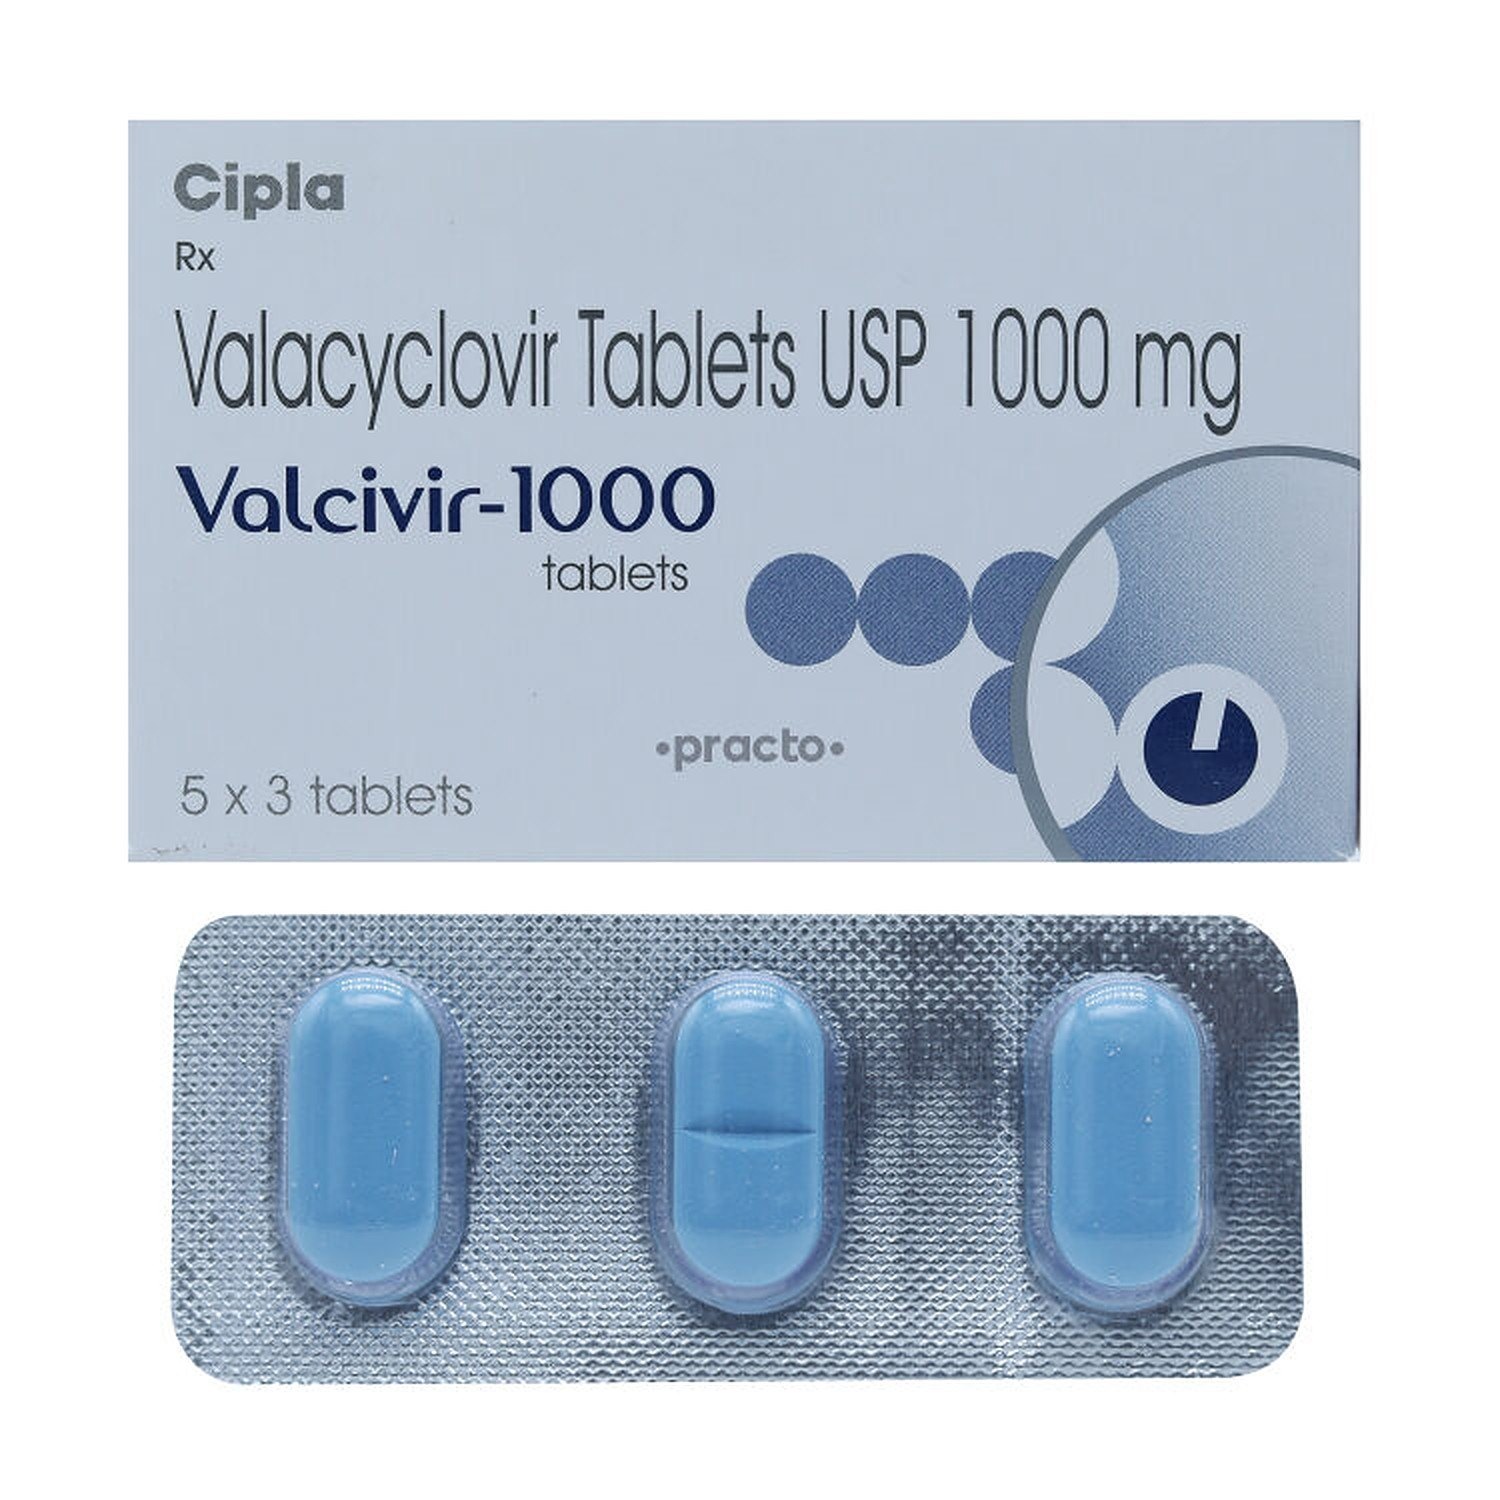 Cipla
Rx
Valacyclovir Tablets USP 1000 mg
Valcivir-1000
tablets
•practo•
5 x 3 tablets